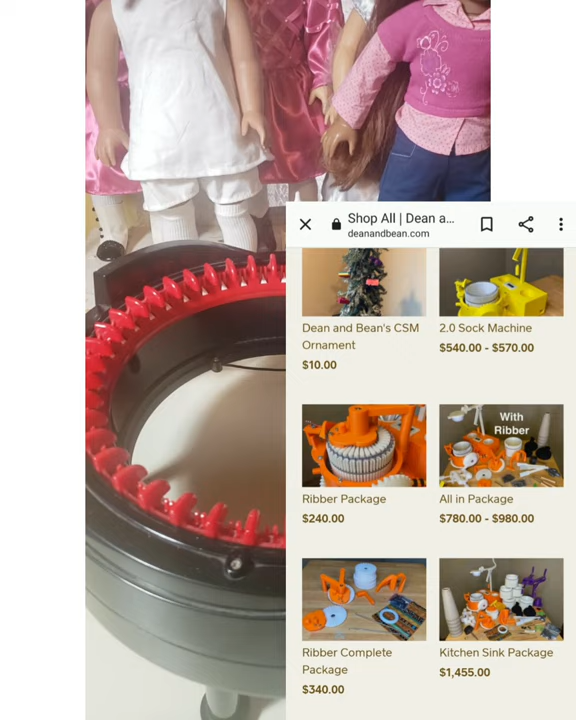 Shop All | Dean a...
deanandbean.com
Dean and Bean's CSM
Ornament
$10.00
2.0 Sock Machine
$540.00 - $570.00
With
Ribber
Ribber Package
$240.00
All in Package
$780.00 - $980.00
Ribber Complete
Package
$340.00
Kitchen Sink Package
$1,455.00